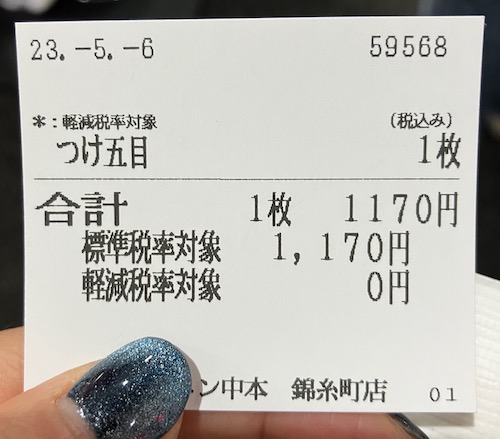 23.-5.-6 59568
*:軽減税率対象 (税込み)
つけ五目 1枚
合計 1枚 1170円
標準税率対象 1,170円
軽減税率対象 0円
ン中本 錦糸町店 01